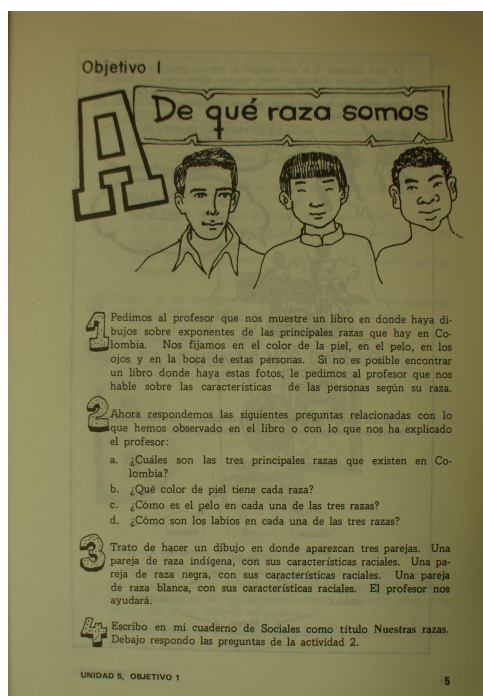 Objetivo 1
A De qué raza somos
1 Pedimos al profesor que nos muestre un libro en donde haya di-
bujos sobre exponentes de las principales razas que hay en Co-
lombia. Nos fijamos en el color de la piel, en el pelo, en los
ojos y en la boca de estas personas. Si no es posible encontrar
un libro donde haya estas fotos, le pedimos al profesor que nos
hable sobre las características de las personas según su raza.
2 Ahora respondemos las siguientes preguntas relacionadas con lo
que hemos observado en el libro o con lo que nos ha explicado
el profesor:
a. ¿Cuáles son las tres principales razas que existen en Co-
lombia?
b. ¿Qué color de piel tiene cada raza?
c. ¿Cómo es el pelo en cada una de las tres razas?
d. ¿Cómo son los labios en cada una de las tres razas?
3 Trato de hacer un dibujo en donde aparezcan tres parejas. Una
pareja de raza indígena, con sus características raciales. Una pa-
reja de raza negra, con sus características raciales. Una pareja
de raza blanca, con sus características raciales. El profesor nos
ayudará.
4 Escribo en mi cuaderno de Sociales como título Nuestras razas.
Debajo respondo las preguntas de la actividad 2.
UNIDAD 5, OBJETIVO 1
5